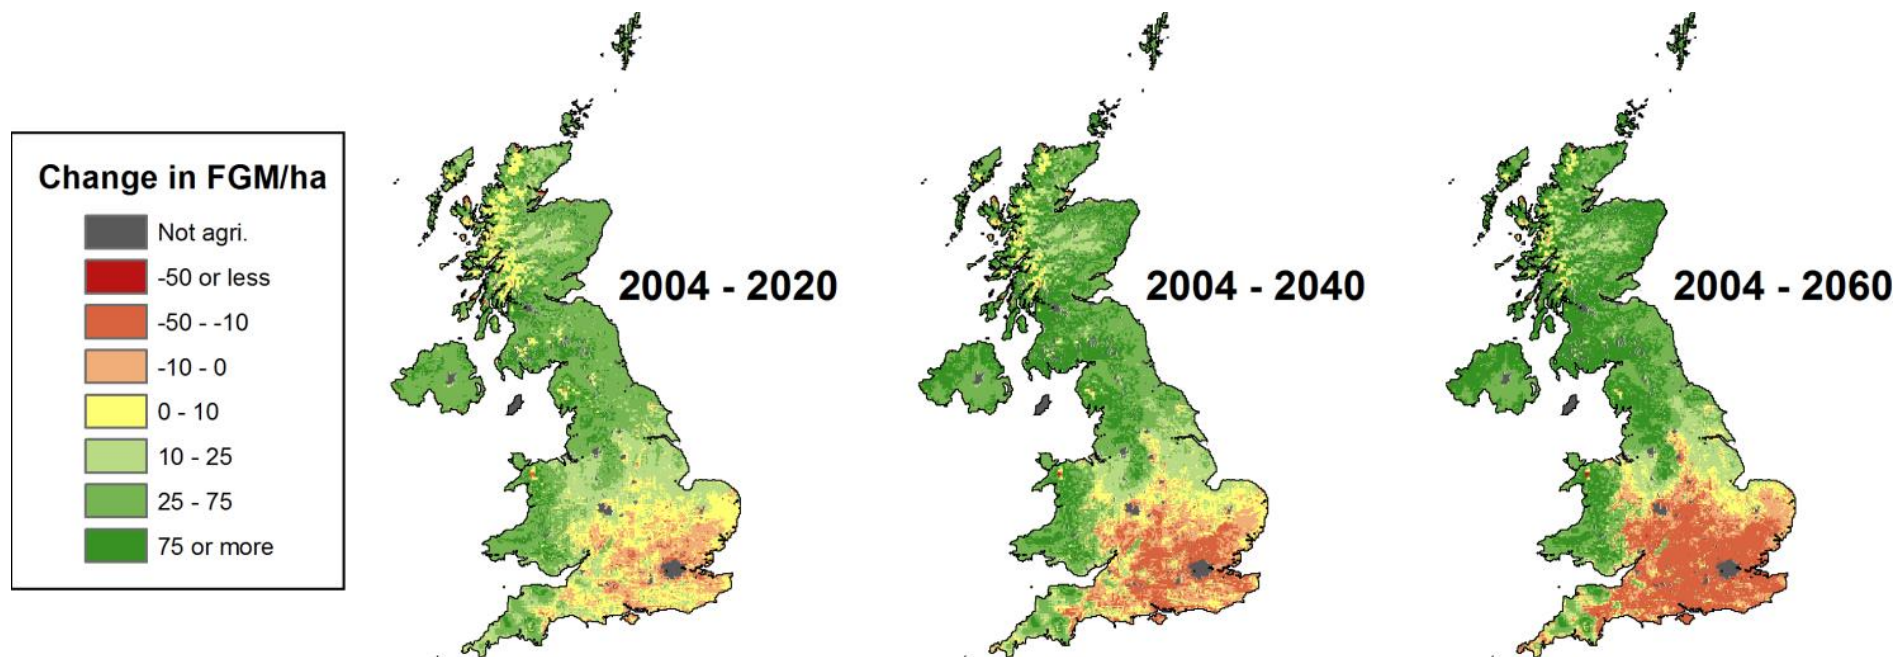 Change in FGM/ha
Not agri.
-50 or less
-50 - -10
-10 - 0
0 - 10
10 - 25
25 - 75
75 or more
2004 - 2020
2004 - 2040
2004 - 2060